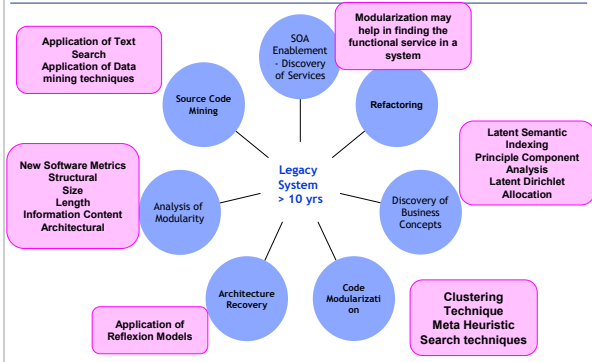 Application of Text
Search
Application of Data
mining techniques
SOA
Enablement
- Discovery
of Services
Modularization may
help in finding the
functional service in a
system
Source Code
Mining
Refactoring
New Software Metrics
Structural
Size
Length
Information Content
Architectural
Analysis of
Modularity
Legacy
System
> 10 yrs
Discovery of
Business
Concepts
Latent Semantic
Indexing
Principle Component
Analysis
Latent Dirichlet
Allocation
Application of
Reflexion Models
Architecture
Recovery
Code
Modularizati
on
Clustering
Technique
Meta Heuristic
Search techniques